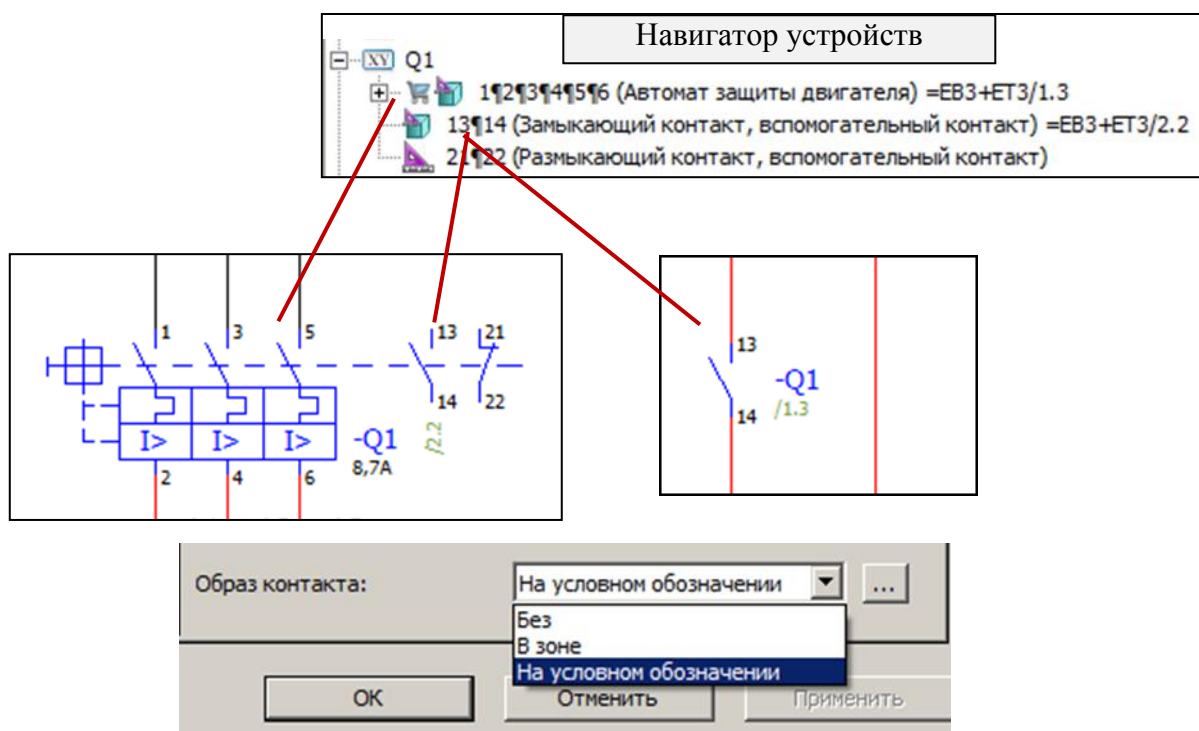 Навигатор устройств
XY Q1
1¶2¶3¶4¶5¶6 (Автомат защиты двигателя) =EB3+ET3/1.3
13¶14 (Замыкающий контакт, вспомогательный контакт) =EB3+ET3/2.2
21¶22 (Размыкающий контакт, вспомогательный контакт)
1 3 5 13 21
14 22
I> I> I> -Q1 /2.2
8,7A
2 4 6
13
-Q1
14 /1.3
Образ контакта: На условном обозначении ...
Без
В зоне
На условном обозначении
OK Отменить Применить